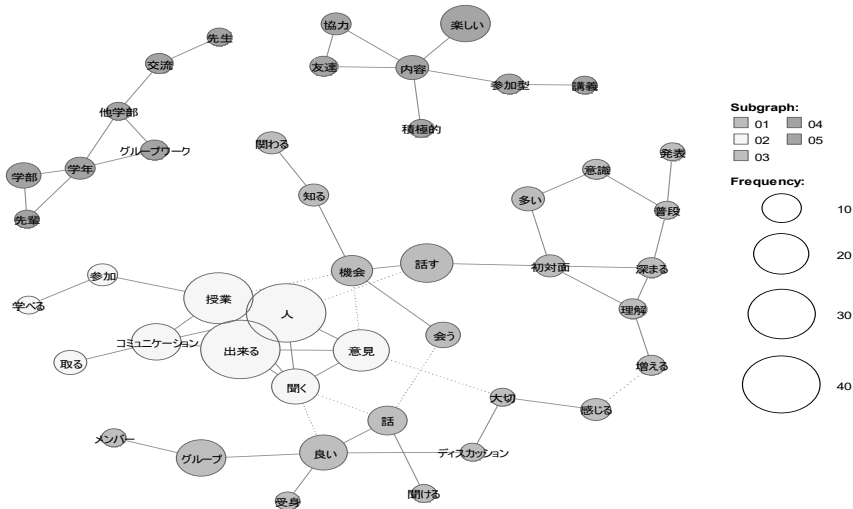 協力
楽しい
先生
友達
内容
交流
参加型
講義
他学部
積極的
グループワーク
関わる
発表
学部
学年
意識
知る
多い
先輩
普段
機会
話す
初対面
深まる
参加
授業
学べる
人
理解
コミュニケーション
出来る
意見
会う
取る
聞く
増える
大切
感じる
話
メンバー
グループ
良い
ディスカッション
受身
聞ける
Subgraph:
01 04
02 05
03
Frequency:
10
20
30
40